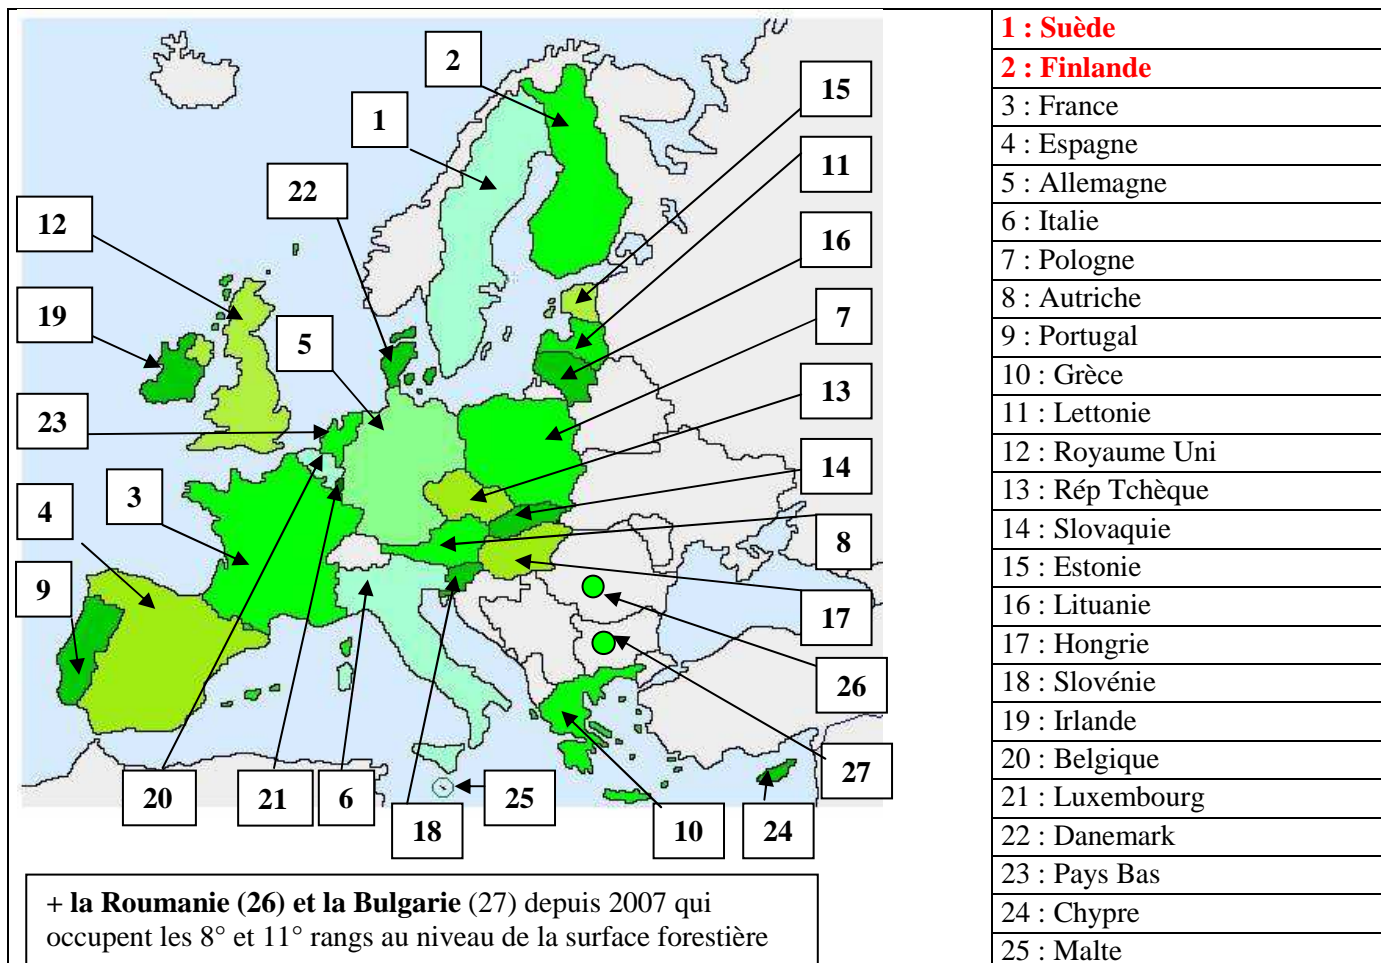 2
15
1
11
22
12
16
19
5
7
13
23
14
3
4
8
9
17
26
27
20
21
6
25
18
10
24
+ la Roumanie (26) et la Bulgarie (27) depuis 2007 qui
occupent les 8° et 11° rangs au niveau de la surface forestière
1 : Suède
2 : Finlande
3 : France
4 : Espagne
5 : Allemagne
6 : Italie
7 : Pologne
8 : Autriche
9 : Portugal
10 : Grèce
11 : Lettonie
12 : Royaume Uni
13 : Rép Tchèque
14 : Slovaquie
15 : Estonie
16 : Lituanie
17 : Hongrie
18 : Slovénie
19 : Irlande
20 : Belgique
21 : Luxembourg
22 : Danemark
23 : Pays Bas
24 : Chypre
25 : Malte